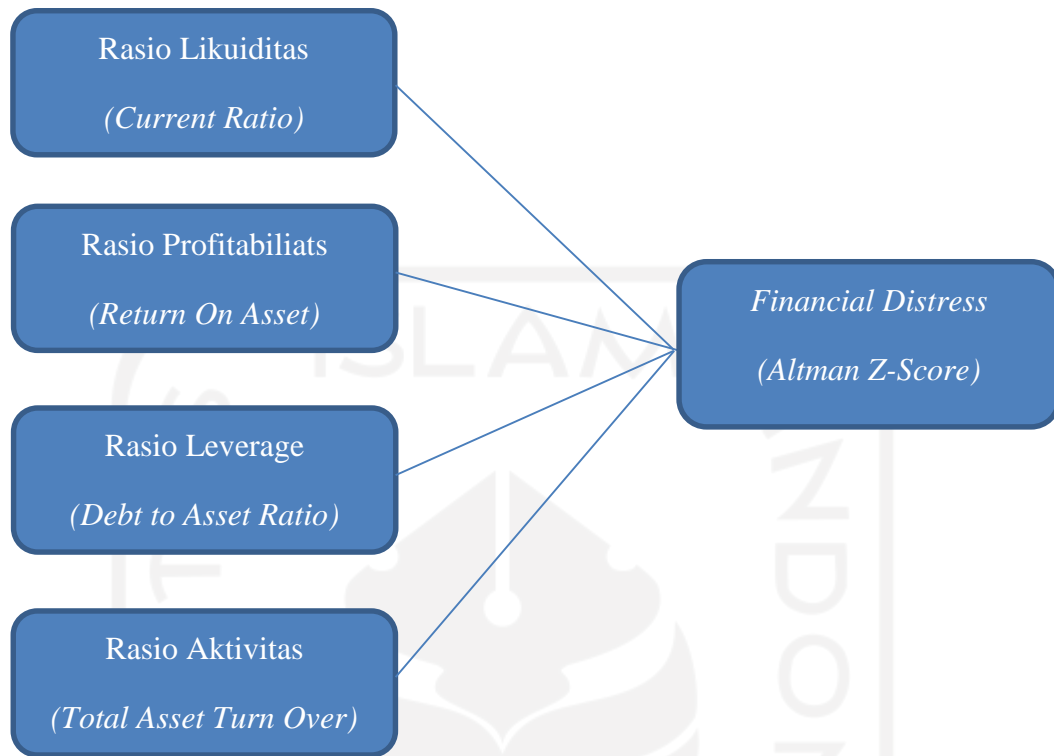 Rasio Likuiditas
(Current Ratio)
Rasio Profitabiliats
(Return On Asset)
Rasio Leverage
(Debt to Asset Ratio)
Rasio Aktivitas
(Total Asset Turn Over)
Financial Distress
(Altman Z-Score)
ISLAM